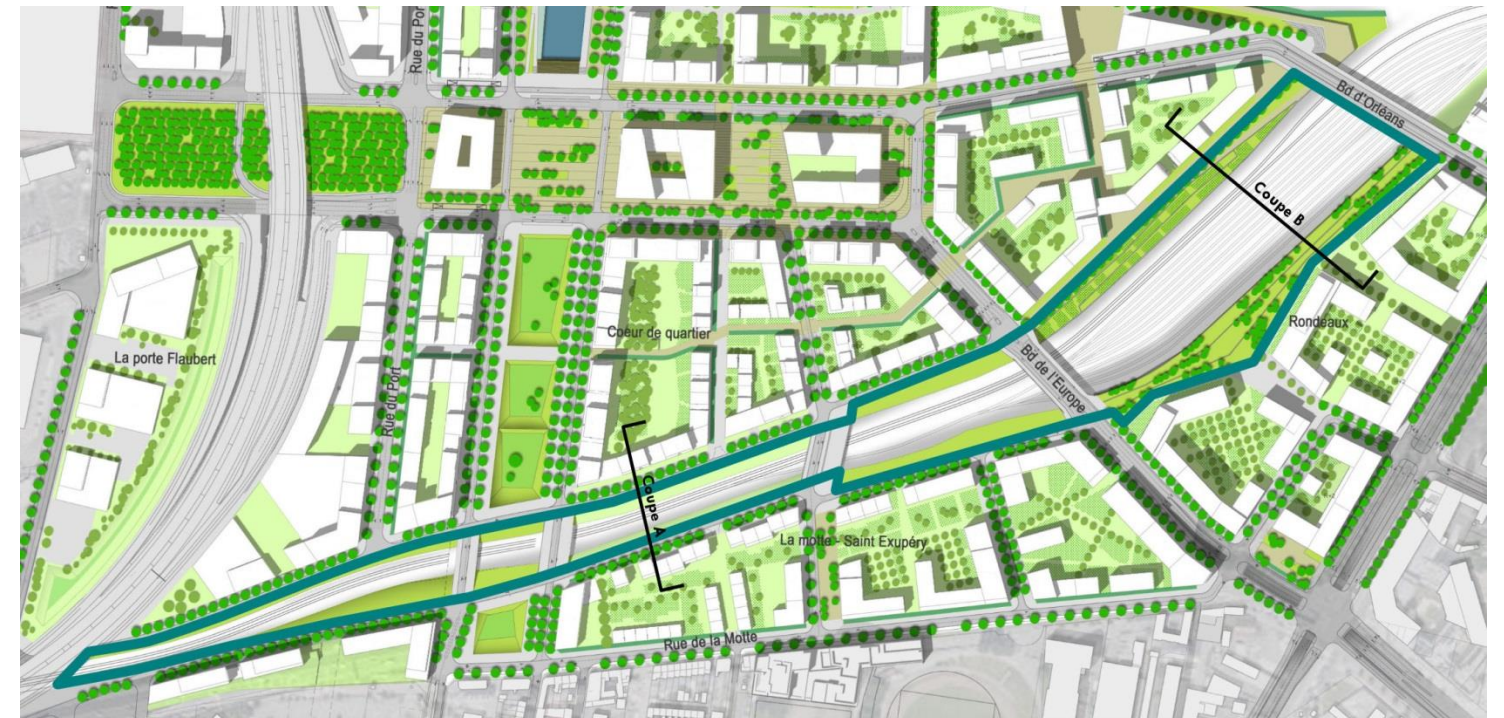 Rue du Port
Bd d'Orléans
Coupe B
Rondeaux
Coeur de quartier
La porte Flaubert
Rue du Port
Bd de l'Europe
Coupe A
La motte - Saint Exupéry
Rue de la Motte